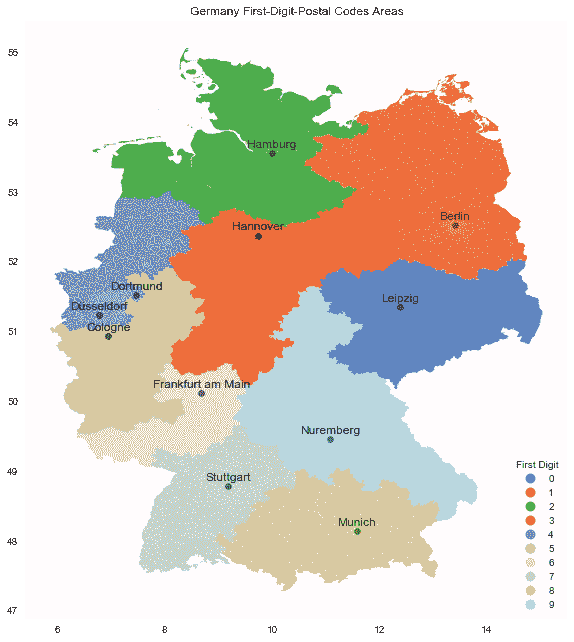 Germany First-Digit-Postal Codes Areas
55
54
Hamburg
53
Berlin
Hannover
52
Dortmund
Leipzig
Düsseldorf
51
Cologne
Frankfurt am Main
50
Nuremberg
49
Stuttgart
First Digit
0
1
2
3
4
5
6
7
8
9
Munich
48
47
6
8
10
12
14